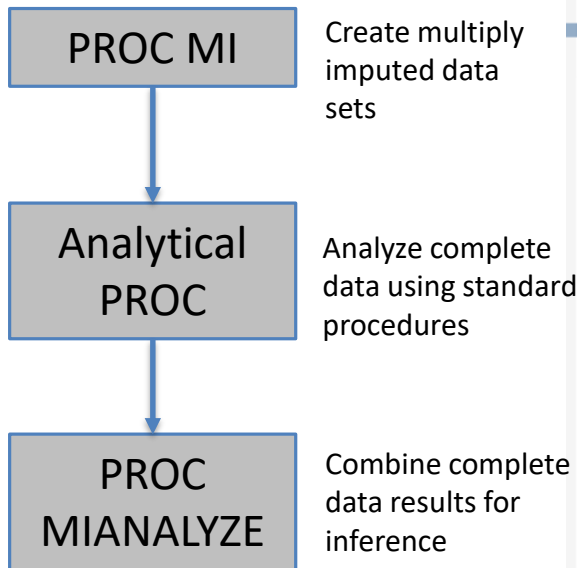 PROC MI
Create multiply
imputed data
sets
Analytical
PROC
Analyze complete
data using standard
procedures
PROC
MIANALYZE
Combine complete
data results for
inference